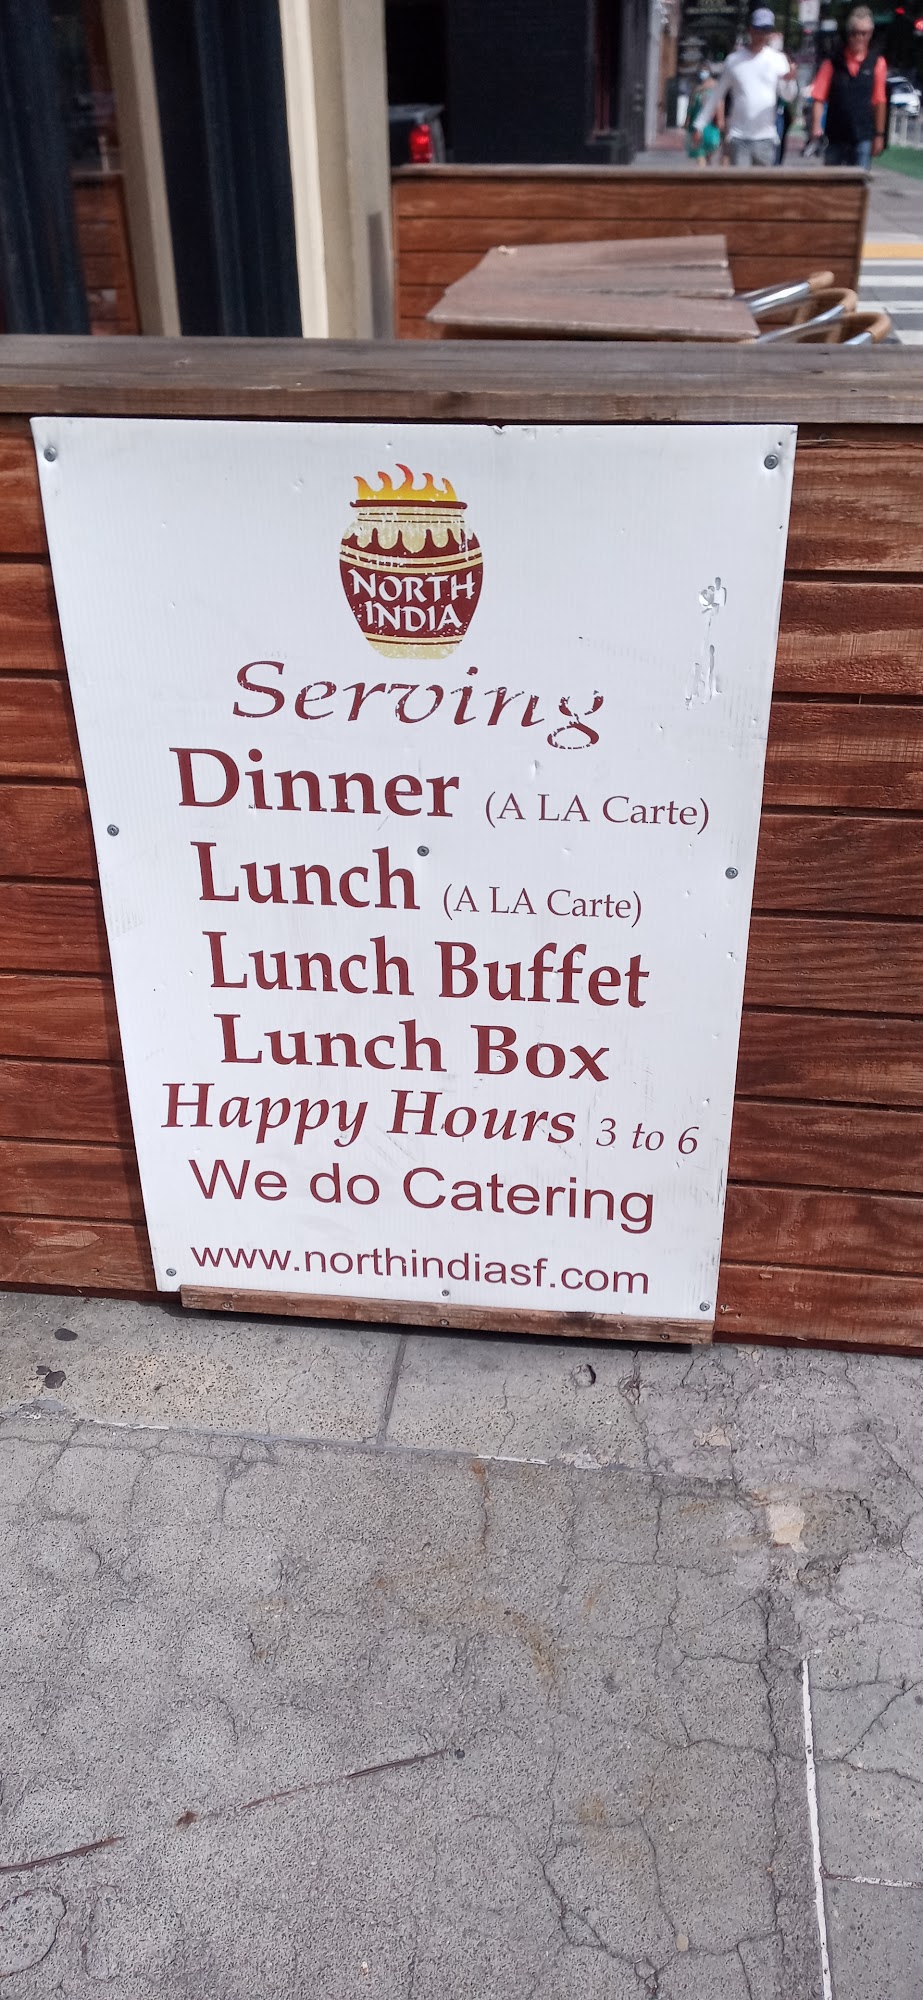 NORTH
INDIA
Serving
Dinner (A LA Carte)
Lunch (A LA Carte)
Lunch Buffet
Lunch Box
Happy Hours 3 to 6
We do Catering
www.northindiasf.com